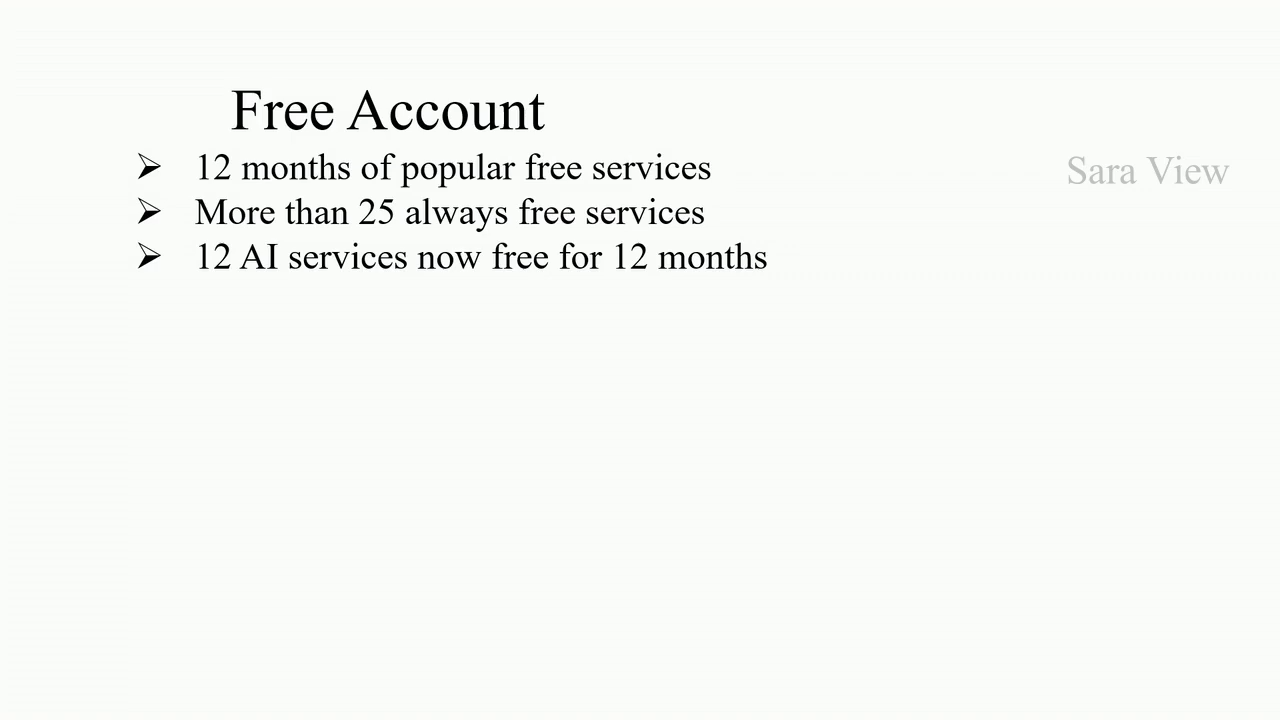 Free Account
➢ 12 months of popular free services
Sara View
➢ More than 25 always free services
➢ 12 AI services now free for 12 months